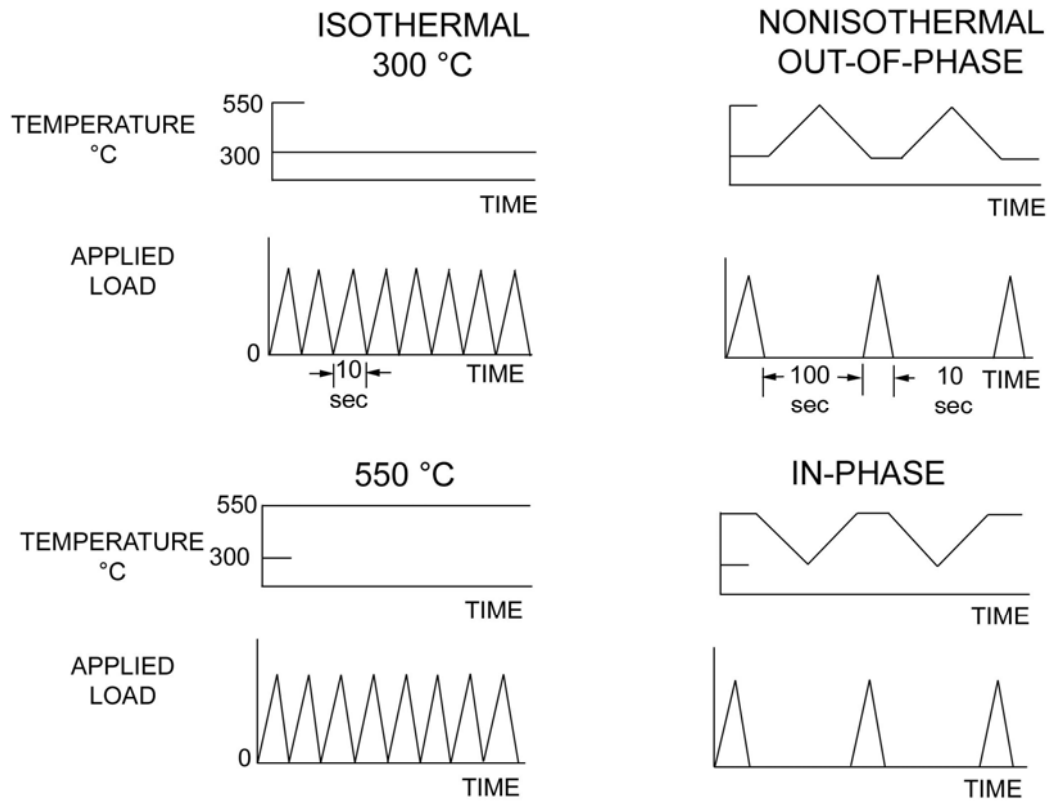 ISOTHERMAL
300 °C
TEMPERATURE
°C
550
300
TIME
APPLIED
LOAD
0
10
sec
TIME
NONISOTHERMAL
OUT-OF-PHASE
TIME
100
sec
10
sec
TIME
550 °C
TEMPERATURE
°C
550
300
TIME
APPLIED
LOAD
0
TIME
IN-PHASE
TIME
TIME